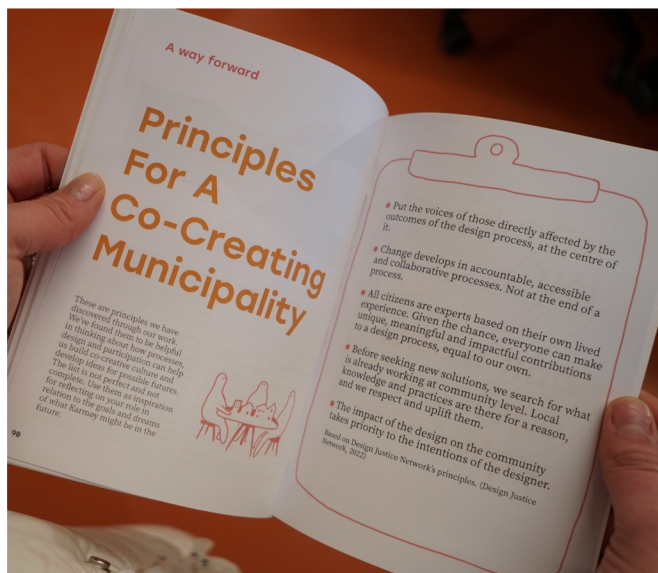 A way forward
Principles
For A
Co-Creating
Municipality
These are principles we have
discovered through our work.
We've found them to be helpful
in thinking about how processes,
design and participation can help
us build co-creative culture and
develop ideas for possible futures.
The list is not perfect and not
complete. Use them as inspiration
for reflecting on your role in
relation to the goals and dreams
of what Karmøy might be in the
future.
98
• Put the voices of those directly affected by the
outcomes of the design process, at the centre of
it.
• Change develops in accountable, accessible
and collaborative processes. Not at the end of a
process.
• All citizens are experts based on their own lived
experience. Given the chance, everyone can make
unique, meaningful and impactful contributions
to a design process, equal to our own.
• Before seeking new solutions, we search for what
is already working at community level. Local
knowledge and practices are there for a reason,
and we respect and uplift them.
• The impact of the design on the community
takes priority to the intentions of the designer.
Based on Design Justice Network's principles. (Design Justice
Network, 2022)